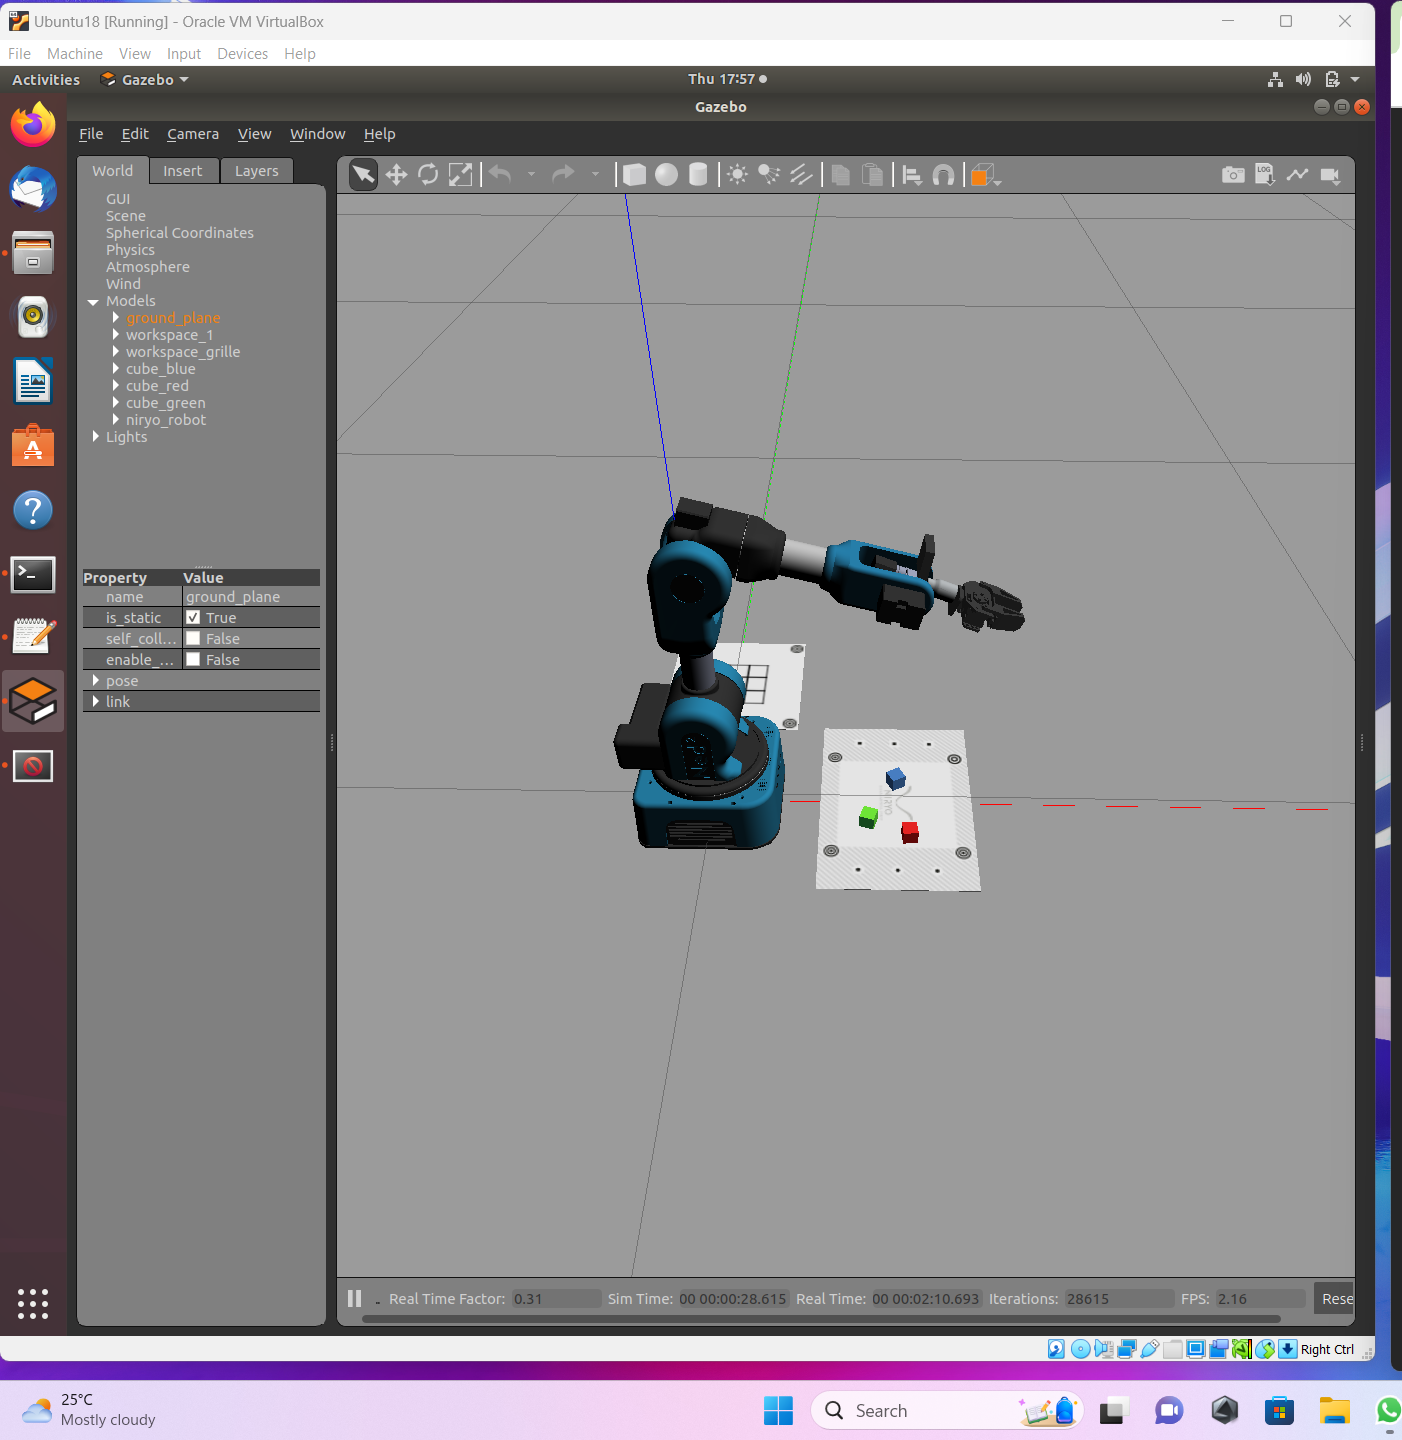 Ubuntu18 [Running] - Oracle VM VirtualBox
File Machine View Input Devices Help
Activities Gazebo Thu 17:57
Gazebo
File Edit Camera View Window Help
World Insert Layers
LOG
GUI
Scene
Spherical Coordinates
Physics
Atmosphere
Wind
Models
ground_plane
workspace_1
workspace_grille
cube_blue
cube_red
cube_green
niryo_robot
Lights
Property Value
name ground_plane
is_static True
self_coll... False
enable_... False
pose
link
NIRYO
Real Time Factor: 0.31 Sim Time: 00 00:00:28.615 Real Time: 00 00:02:10.693 Iterations: 28615 FPS: 2.16 Rese
Right Ctrl
25°C
Mostly cloudy
Search